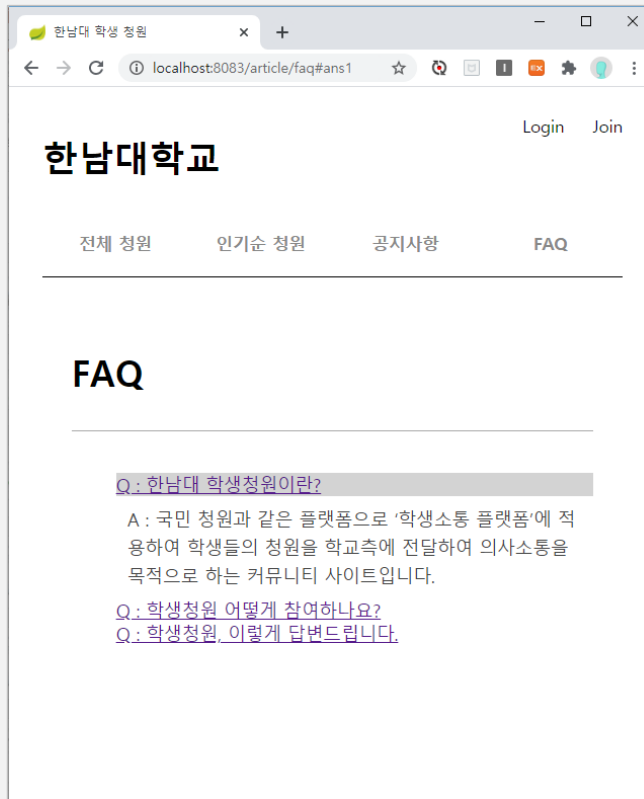 한남대 학생 청원
localhost:8083/article/faq#ans1
Login Join
한남대학교
전체 청원 인기순 청원 공지사항 FAQ
FAQ
Q : 한남대 학생청원이란?
A : 국민 청원과 같은 플랫폼으로 ‘학생소통 플랫폼’에 적
용하여 학생들의 청원을 학교측에 전달하여 의사소통을
목적으로 하는 커뮤니티 사이트입니다.
Q : 학생청원 어떻게 참여하나요?
Q : 학생청원, 이렇게 답변드립니다.